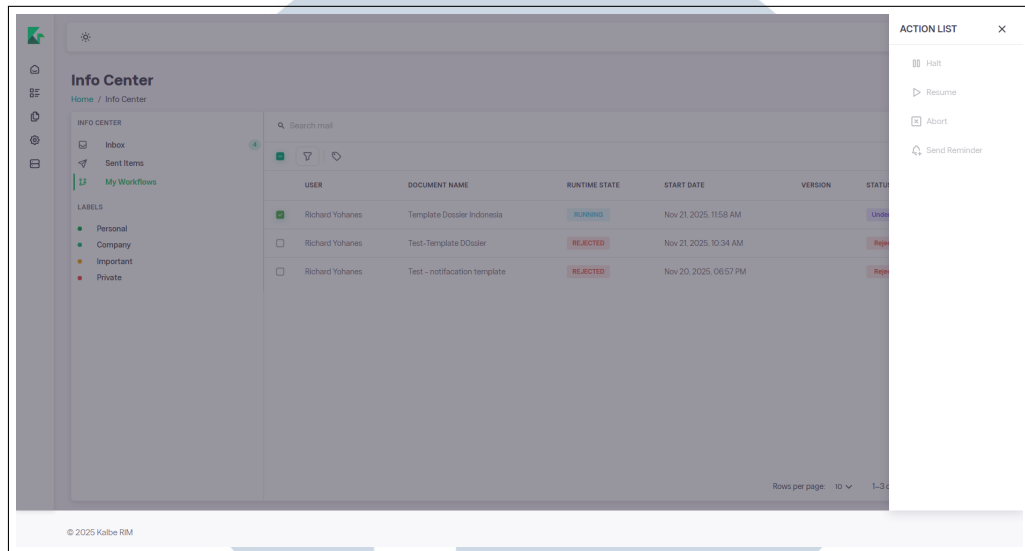 ACTION LIST
Halt
Resume
Abort
Send Reminder
Info Center
Home / Info Center
INFO CENTER
Inbox 4
Sent Items
My Workflows
LABELS
Personal
Company
Important
Private
Search mail
USER DOCUMENT NAME RUNTIME STATE START DATE VERSION
Richard Yohanes Template Dossier Indonesia RUNNING Nov 21, 2025, 11:58 AM
Richard Yohanes Test-Template DOssier REJECTED Nov 21, 2025, 10:34 AM
Richard Yohanes Test - notifacation template REJECTED Nov 20, 2025, 06:57 PM
Rows per page: 10 1–3
© 2025 Kalbe RIM